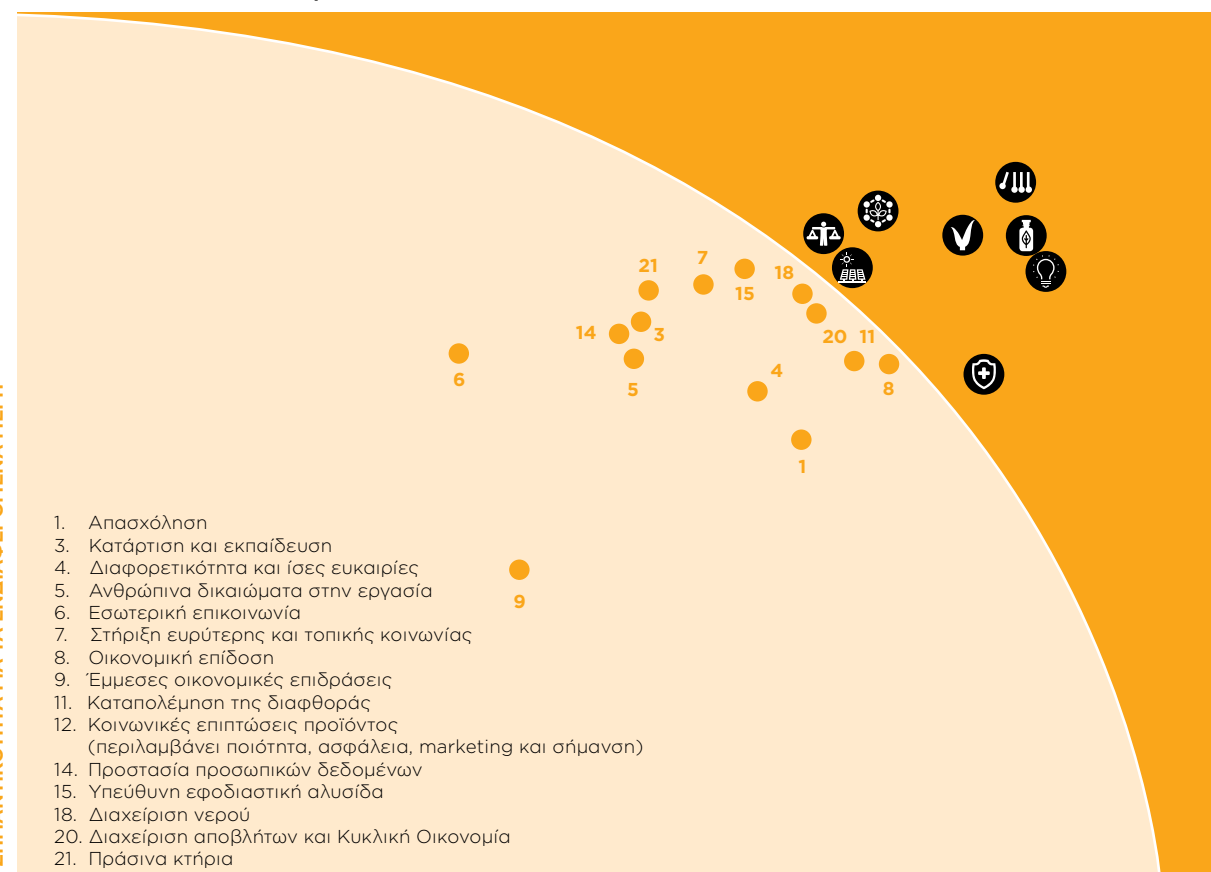 21
7
15
18
14
3
20
11
6
5
4
8
1
9
1. Απασχόληση
3. Κατάρτιση και εκπαίδευση
4. Διαφορετικότητα και ίσες ευκαιρίες
5. Ανθρώπινα δικαιώματα στην εργασία
6. Εσωτερική επικοινωνία
7. Στήριξη ευρύτερης και τοπικής κοινωνίας
8. Οικονομική επίδοση
9. Έμμεσες οικονομικές επιδράσεις
11. Καταπολέμηση της διαφθοράς
12. Κοινωνικές επιπτώσεις προϊόντος
(περιλαμβάνει ποιότητα, ασφάλεια, marketing και σήμανση)
14. Προστασία προσωπικών δεδομένων
15. Υπεύθυνη εφοδιαστική αλυσίδα
18. Διαχείριση νερού
20. Διαχείριση αποβλήτων και Κυκλική Οικονομία
21. Πράσινα κτήρια